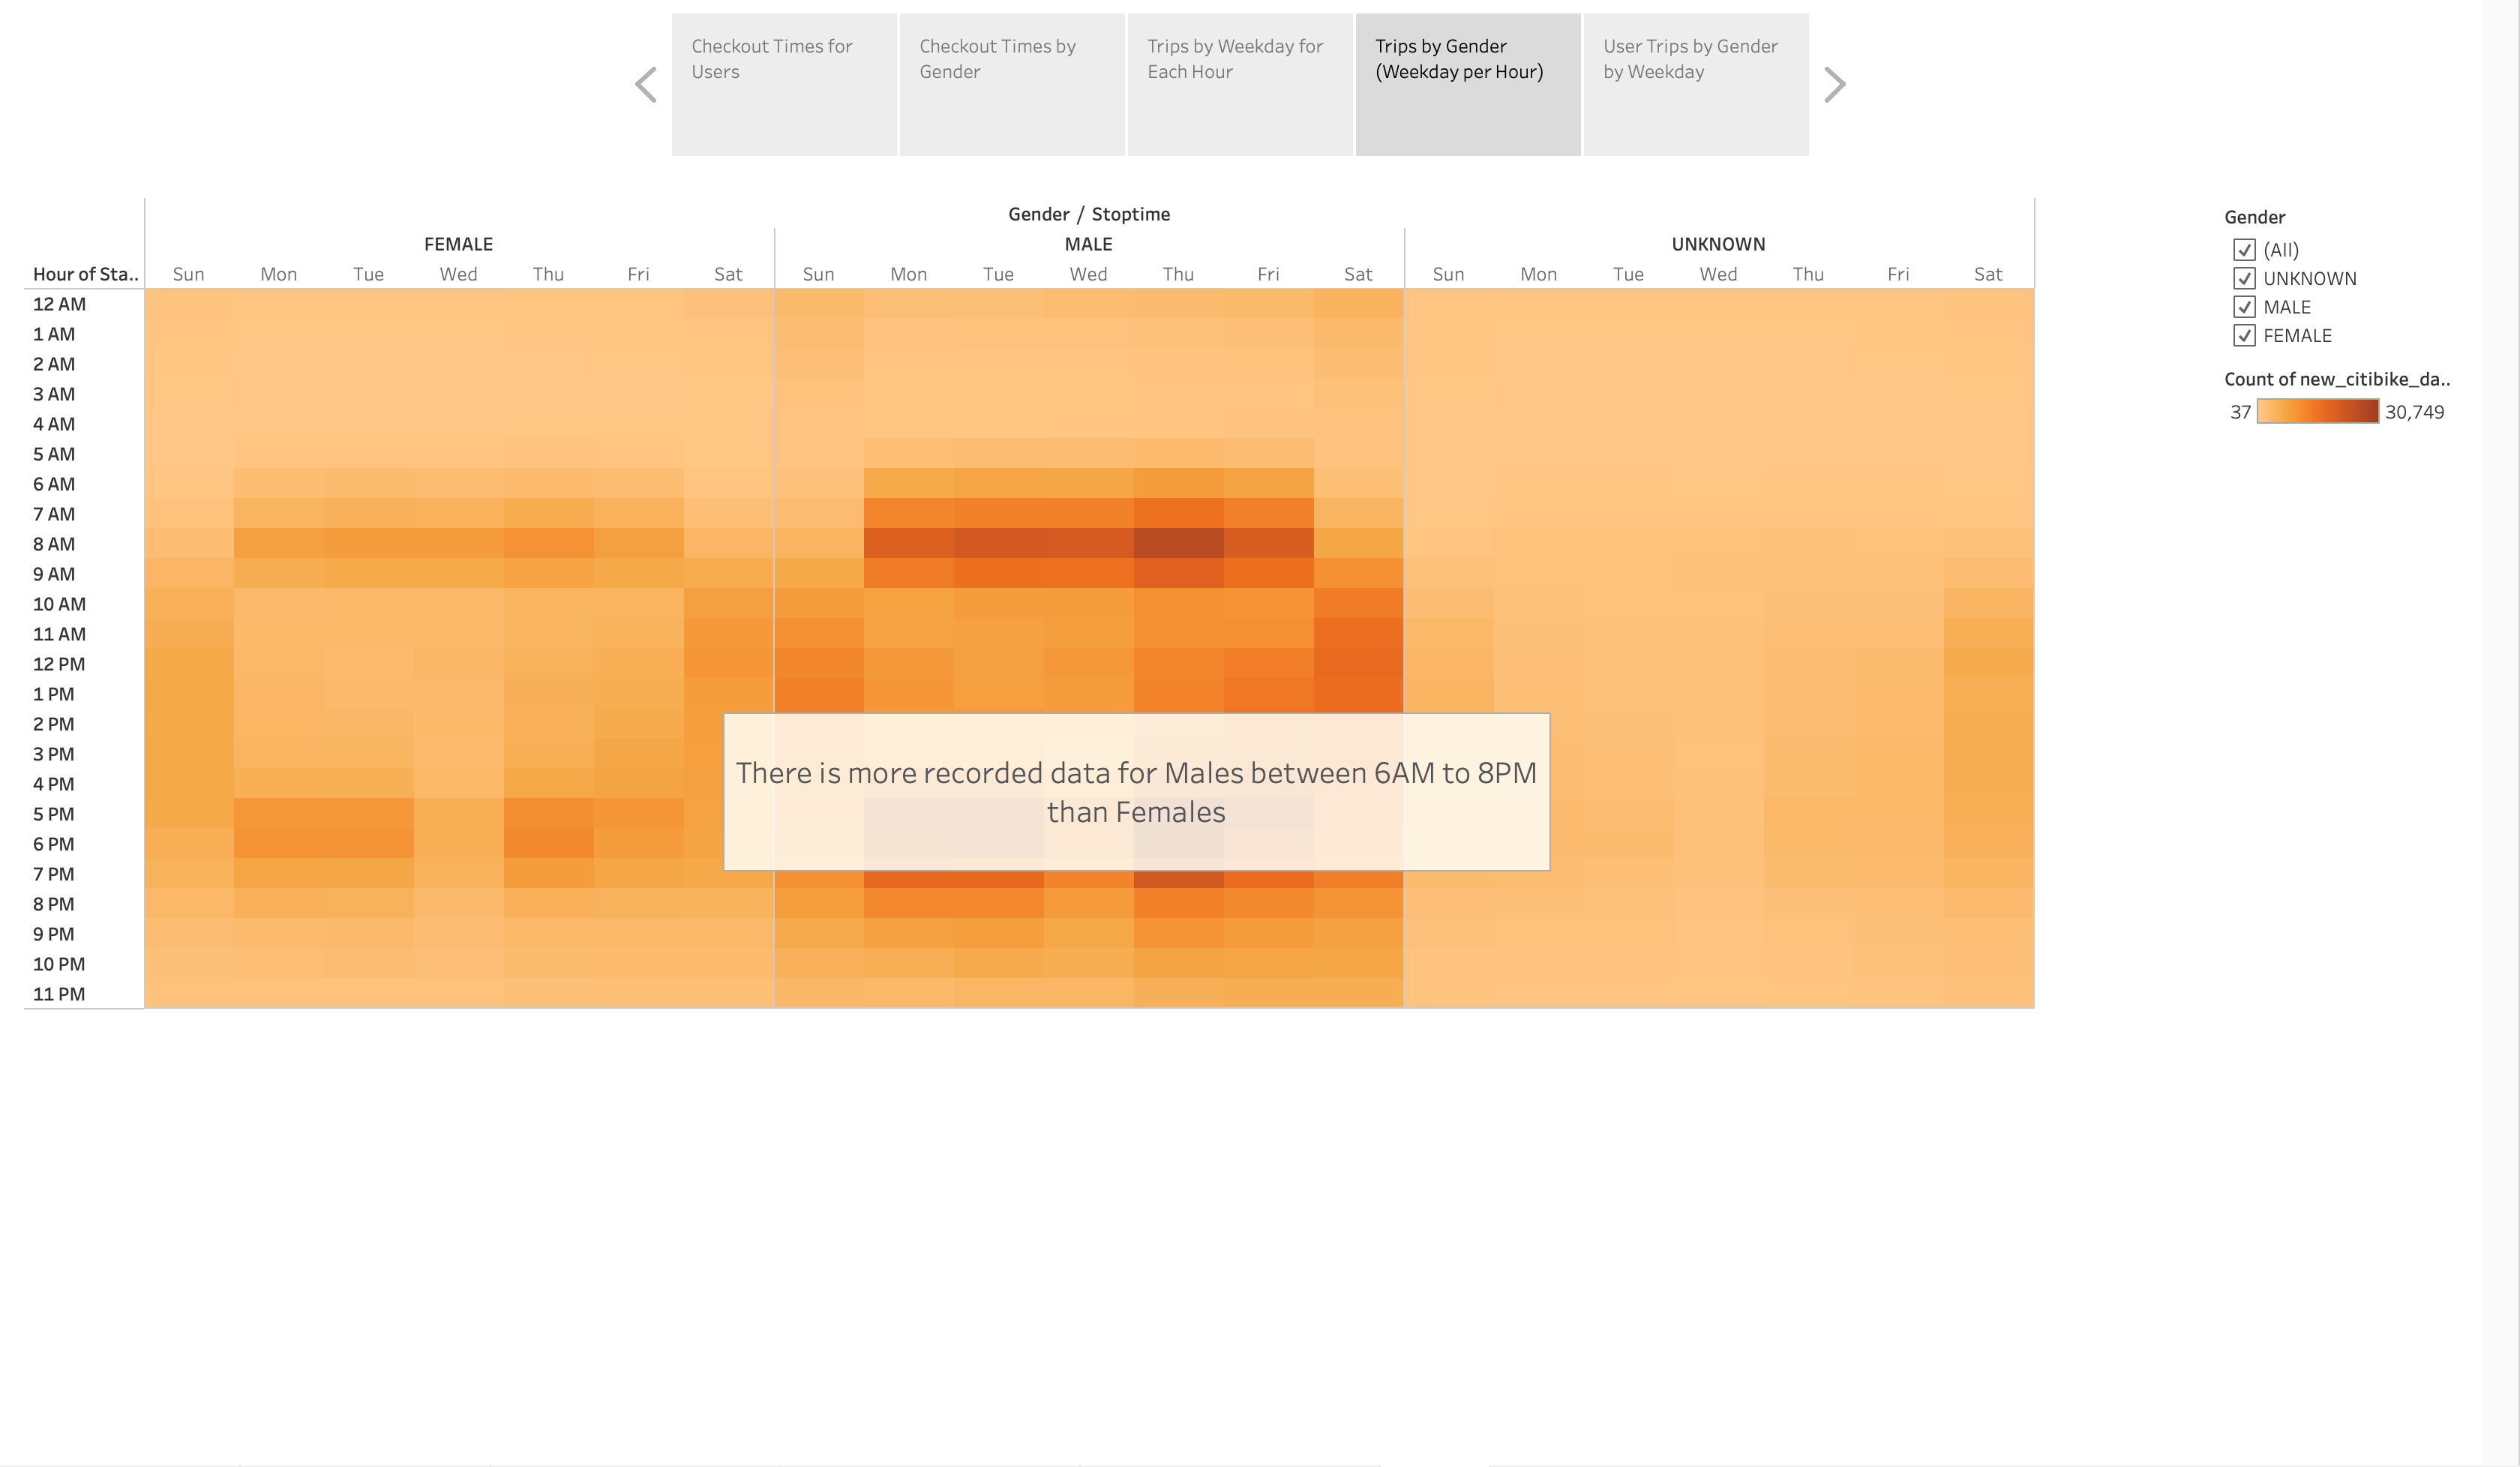 Checkout Times for
Users
Checkout Times by
Gender
Trips by Weekday for
Each Hour
Trips by Gender
(Weekday per Hour)
User Trips by Gender
by Weekday
Gender / Stoptime
FEMALE MALE UNKNOWN
Hour of Sta.. Sun Mon Tue Wed Thu Fri Sat Sun Mon Tue Wed Thu Fri Sat Sun Mon Tue Wed Thu Fri Sat
12 AM
1 AM
2 AM
3 AM
4 AM
5 AM
6 AM
7 AM
8 AM
9 AM
10 AM
11 AM
12 PM
1 PM
2 PM
3 PM
4 PM
5 PM
6 PM
7 PM
8 PM
9 PM
10 PM
11 PM
There is more recorded data for Males between 6AM to 8PM
than Females
Gender
(All)
UNKNOWN
MALE
FEMALE
Count of new_citibike_da..
37 30,749